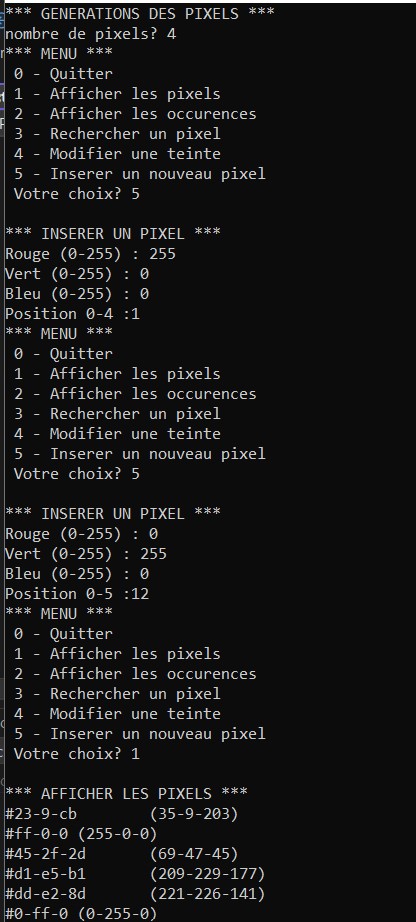 *** GENERATIONS DES PIXELS ***
nombre de pixels? 4
*** MENU ***
0 - Quitter
1 - Afficher les pixels
2 - Afficher les occurences
3 - Rechercher un pixel
4 - Modifier une teinte
5 - Inserer un nouveau pixel
Votre choix? 5

*** INSERER UN PIXEL ***
Rouge (0-255) : 255
Vert (0-255) : 0
Bleu (0-255) : 0
Position 0-4 :1
*** MENU ***
0 - Quitter
1 - Afficher les pixels
2 - Afficher les occurences
3 - Rechercher un pixel
4 - Modifier une teinte
5 - Inserer un nouveau pixel
Votre choix? 5

*** INSERER UN PIXEL ***
Rouge (0-255) : 0
Vert (0-255) : 255
Bleu (0-255) : 0
Position 0-5 :12
*** MENU ***
0 - Quitter
1 - Afficher les pixels
2 - Afficher les occurences
3 - Rechercher un pixel
4 - Modifier une teinte
5 - Inserer un nouveau pixel
Votre choix? 1

*** AFFICHER LES PIXELS ***
#23-9-cb (35-9-203)
#ff-0-0 (255-0-0)
#45-2f-2d (69-47-45)
#d1-e5-b1 (209-229-177)
#dd-e2-8d (221-226-141)
#0-ff-0 (0-255-0)